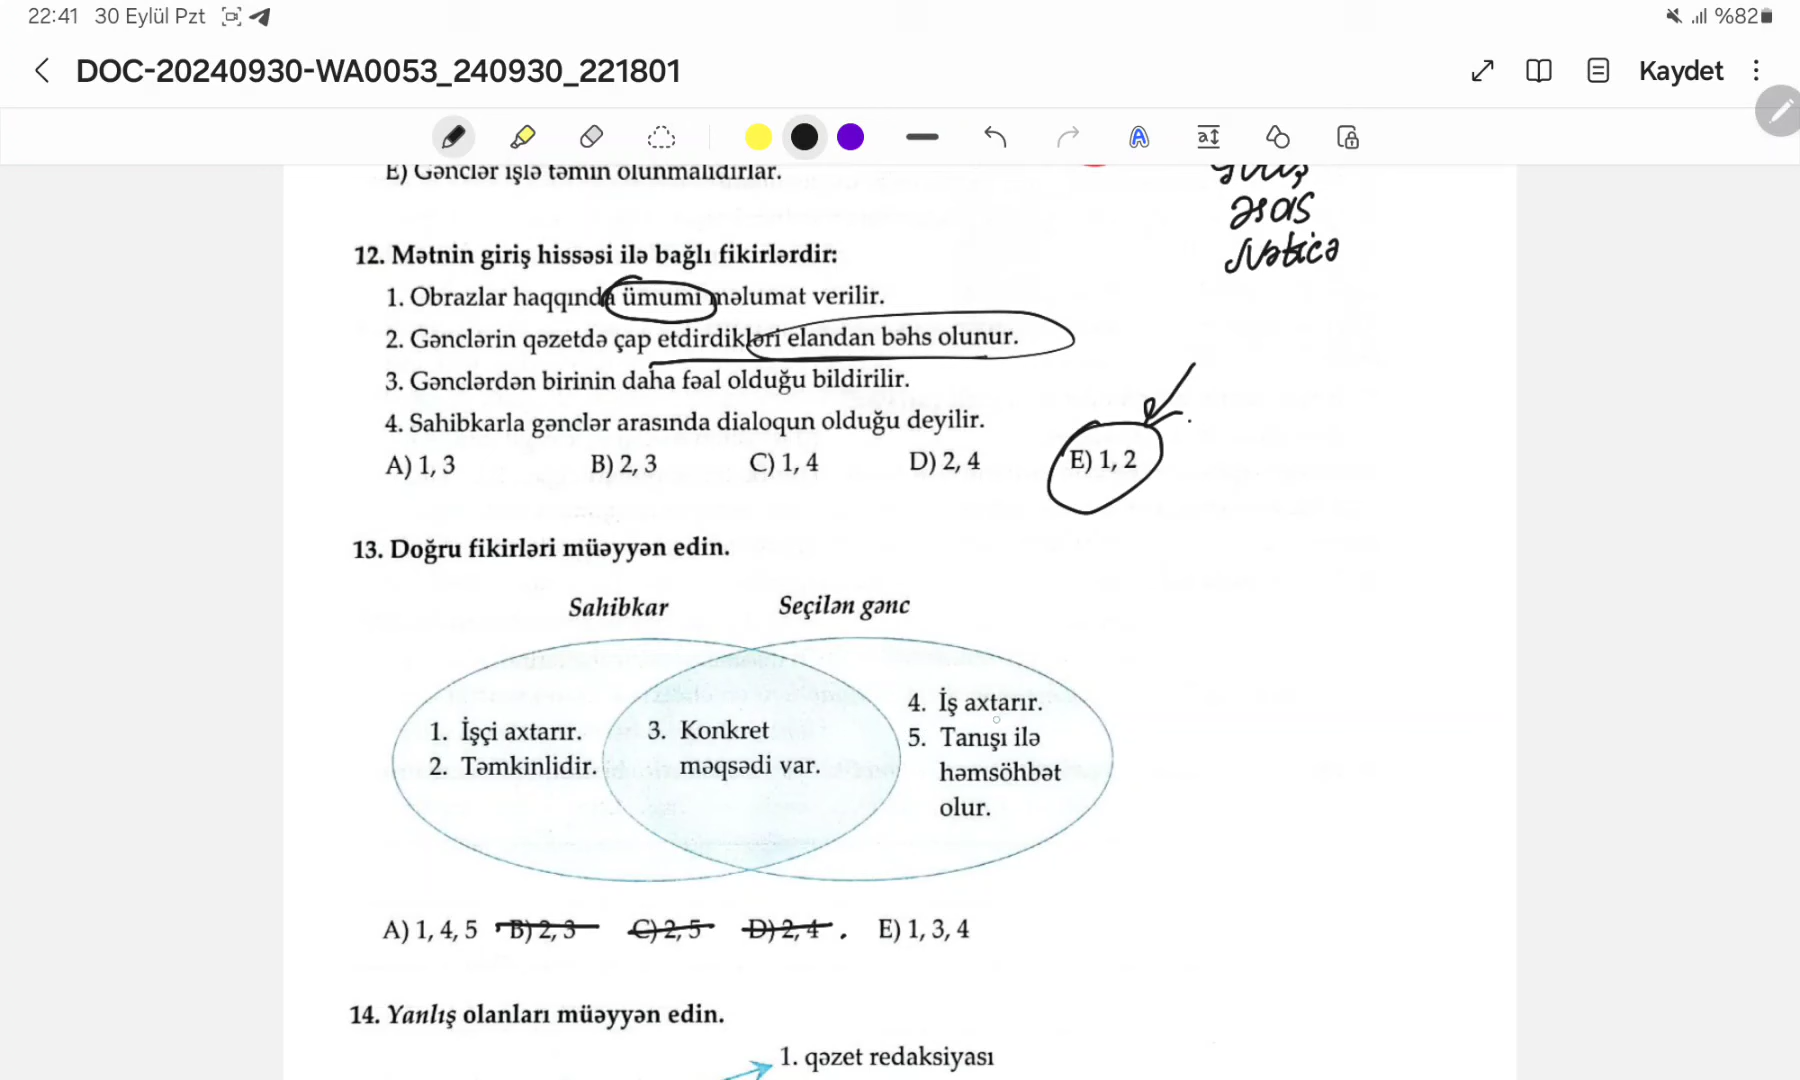 22:41 30 Eylül Pzt %82
DOC-20240930-WA0053_240930_221801 Kaydet
E) Gənclər işlə təmin olunmalıdırlar.
Giriş
Əsas
Nəticə
12. Mətnin giriş hissəsi ilə bağlı fikirlərdir:
1. Obrazlar haqqında ümumi məlumat verilir.
2. Gənclərin qəzetdə çap etdirdikləri elandan bəhs olunur.
3. Gənclərdən birinin daha fəal olduğu bildirilir.
4. Sahibkarla gənclər arasında dialoqun olduğu deyilir.
A) 1, 3 B) 2, 3 C) 1, 4 D) 2, 4 E) 1, 2
13. Doğru fikirləri müəyyən edin.
Sahibkar Seçilən gənc
1. İşçi axtarır.
2. Təmkinlidir.
3. Konkret
məqsədi var.
4. İş axtarır.
5. Tanışı ilə
həmsöhbət
olur.
A) 1, 4, 5 B) 2, 3 C) 2, 5 D) 2, 4 E) 1, 3, 4
14. Yanlış olanları müəyyən edin.
1. qəzet redaksiyası